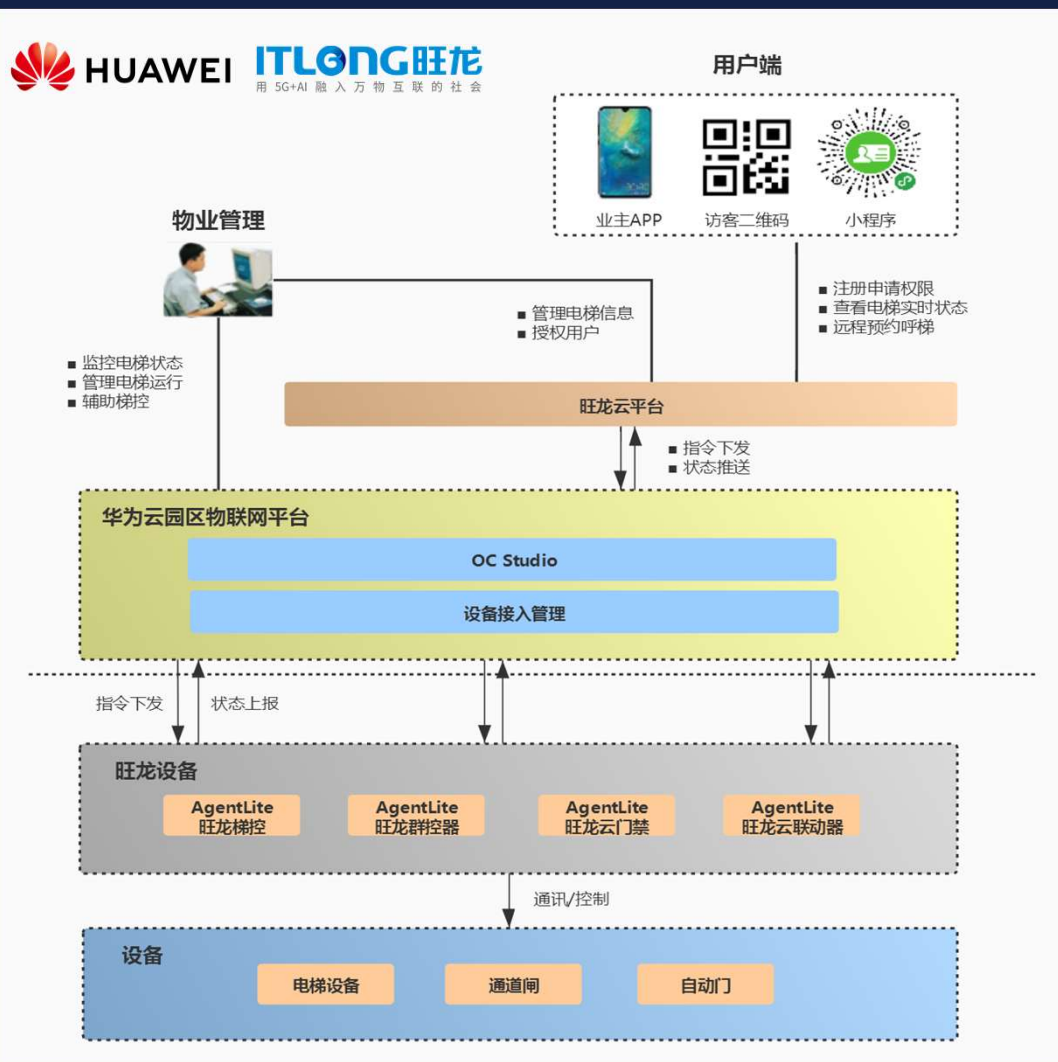 HUAWEI
ITLONG旺龙
用 5G+AI 融入万物互联的社会
用户端
业主APP
访客二维码
小程序
物业管理
■ 注册申请权限
■ 查看电梯实时状态
■ 远程预约呼梯
■ 管理电梯信息
■ 授权用户
■ 监控电梯状态
■ 管理电梯运行
■ 辅助梯控
旺龙云平台
■ 指令下发
■ 状态推送
华为云园区物联网平台
OC Studio
设备接入管理
指令下发
状态上报
旺龙设备
AgentLite
旺龙梯控
AgentLite
旺龙群控器
AgentLite
旺龙云门禁
AgentLite
旺龙云联动器
通讯/控制
设备
电梯设备
通道闸
自动门